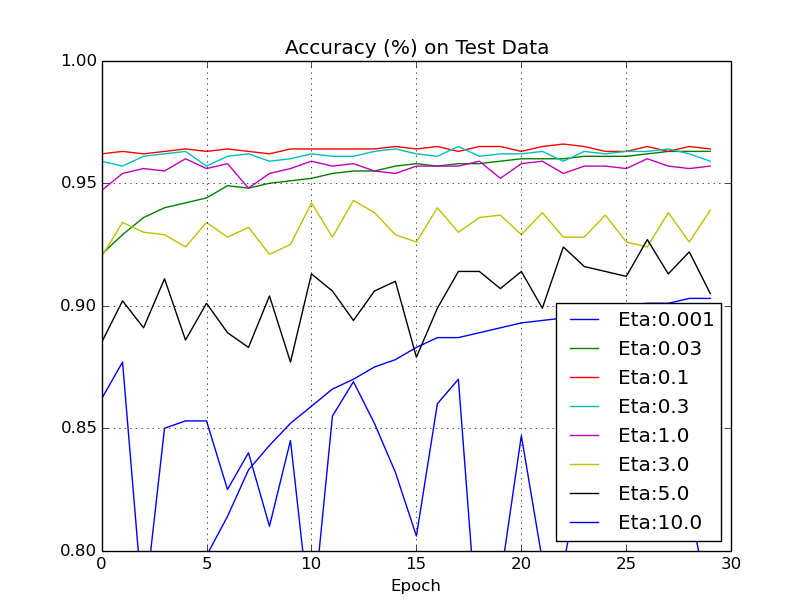 Accuracy (%) on Test Data
1.00
0.95
0.90
0.85
0.80
0 5 10 15 20 25 30
Epoch
Eta:0.001
Eta:0.03
Eta:0.1
Eta:0.3
Eta:1.0
Eta:3.0
Eta:5.0
Eta:10.0